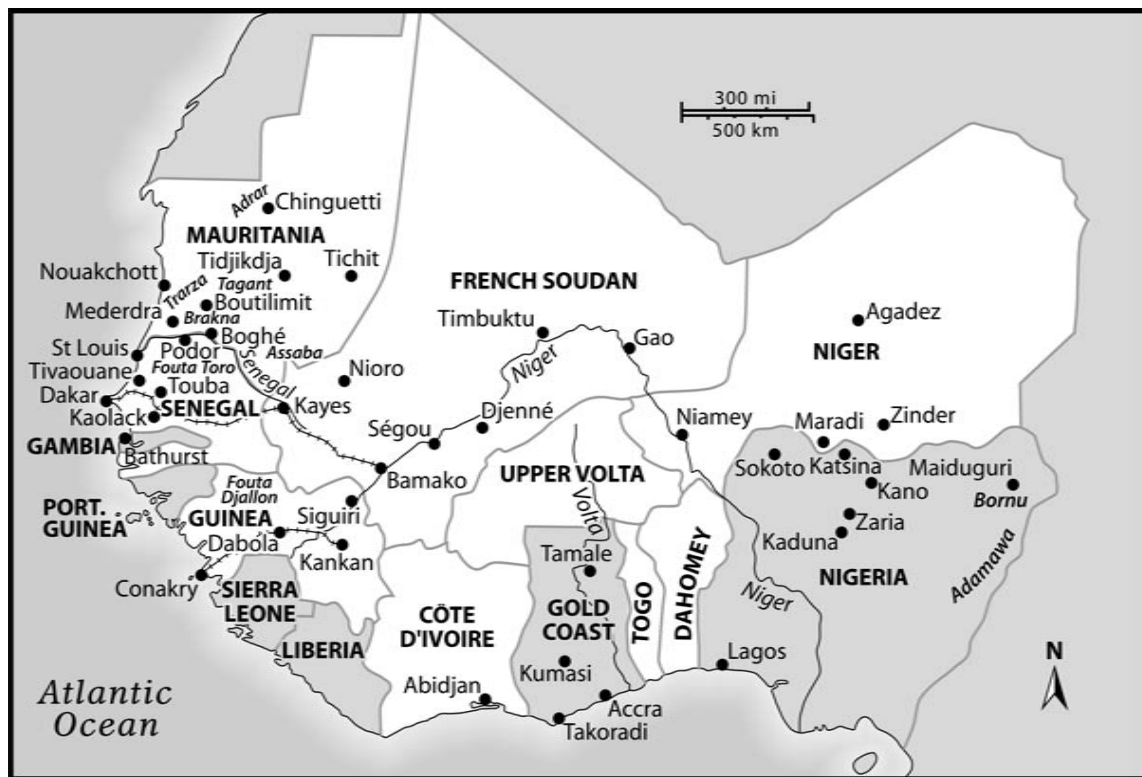 300 mi
500 km
Adrar
Chinguetti
MAURITANIA
Tidjikdja
Tichit
Nouakchott
Tagant
Trarza
Boutilimit
Mederdra
Brakna
Boghé
FRENCH SOUDAN
Timbuktu
Gao
Niger
Agadez
NIGER
St Louis
Podor
Assaba
Tivaouane
Fouta Toro
Senegal
Nioro
Touba
Dakar
SENEGAL
Kayes
Kaolack
Djenné
Ségou
Niamey
Maradi
Zinder
GAMBIA
Bathurst
Bamako
UPPER VOLTA
Sokoto
Katsina
Maiduguri
Kano
Bornu
Fouta
Djallon
PORT.
GUINEÁ
GUINEA
Siguiri
Volta
Zaria
Kaduna
Dabóla
Kankan
Tamale
NIGERIA
Adamawa
Conakry
SIERRA
LEONE
CÔTE
D'IVOIRE
GOLD
COAST
TOGO
DAHOMEY
Niger
LIBERIA
Kumasi
Lagos
N
Abidjan
Accra
Takoradi
Atlantic
Ocean